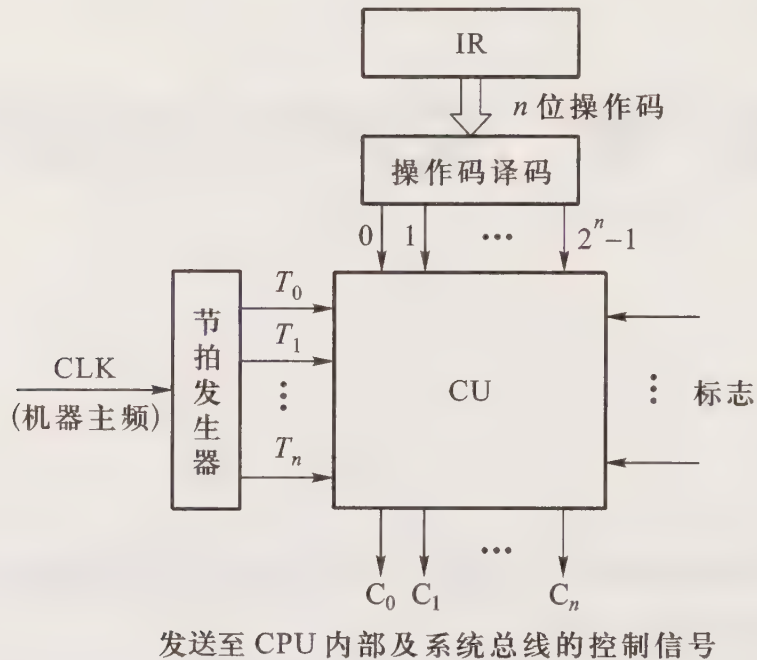 IR
n 位操作码
操作码译码
0 1 … 2ⁿ-1
节拍发生器
T₀
T₁
⋮
Tₙ
CLK
(机器主频)
CU
⋮ 标志
C₀ C₁ … Cₙ
发送至 CPU 内部及系统总线的控制信号